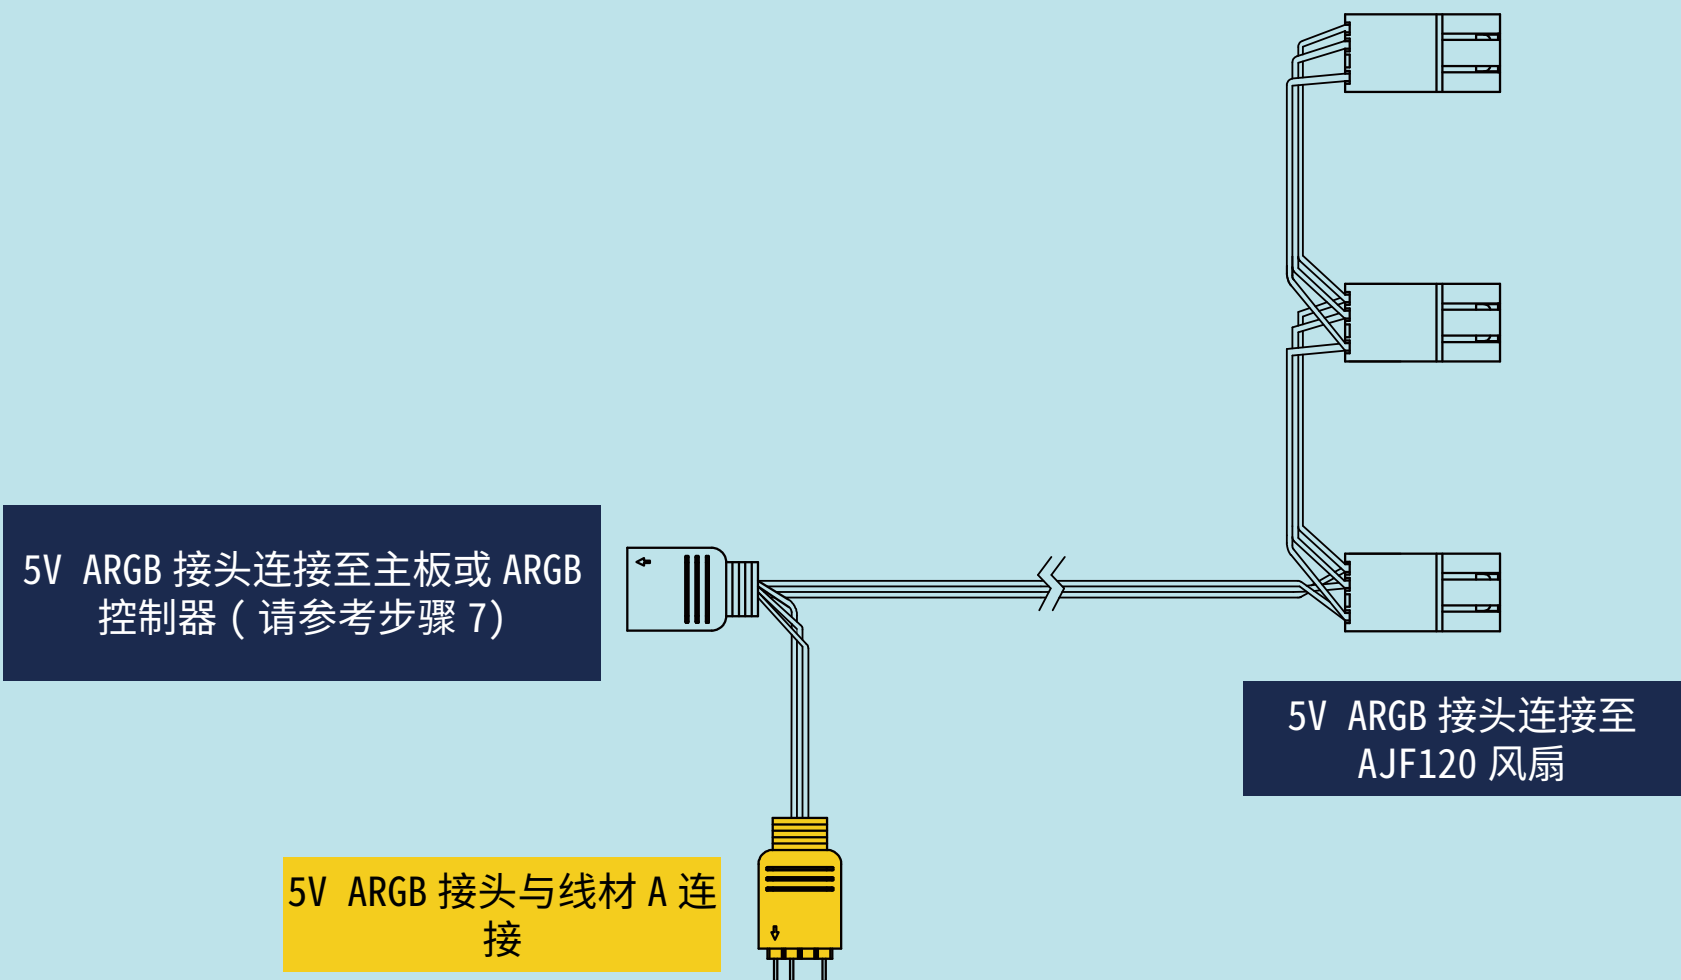 5V ARGB 接头连接至主板或 ARGB
控制器 ( 请参考步骤 7)
5V ARGB 接头连接至
AJF120 风扇
5V ARGB 接头与线材 A 连
接